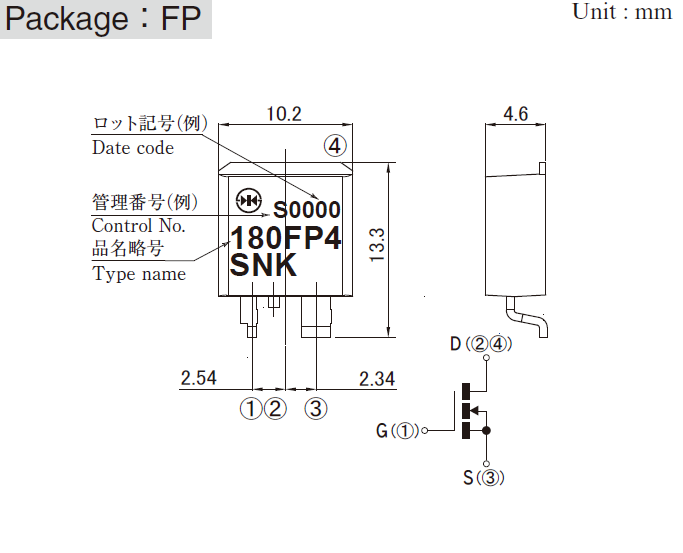 Package : FP
Unit : mm
10.2
4.6
ロット記号(例)
Date code
④
管理番号(例)
Control No.
品名略号
Type name
S0000
180FP4
SNK
13.3
D(②④)
2.54
2.34
①②
③
G(①)
S(③)